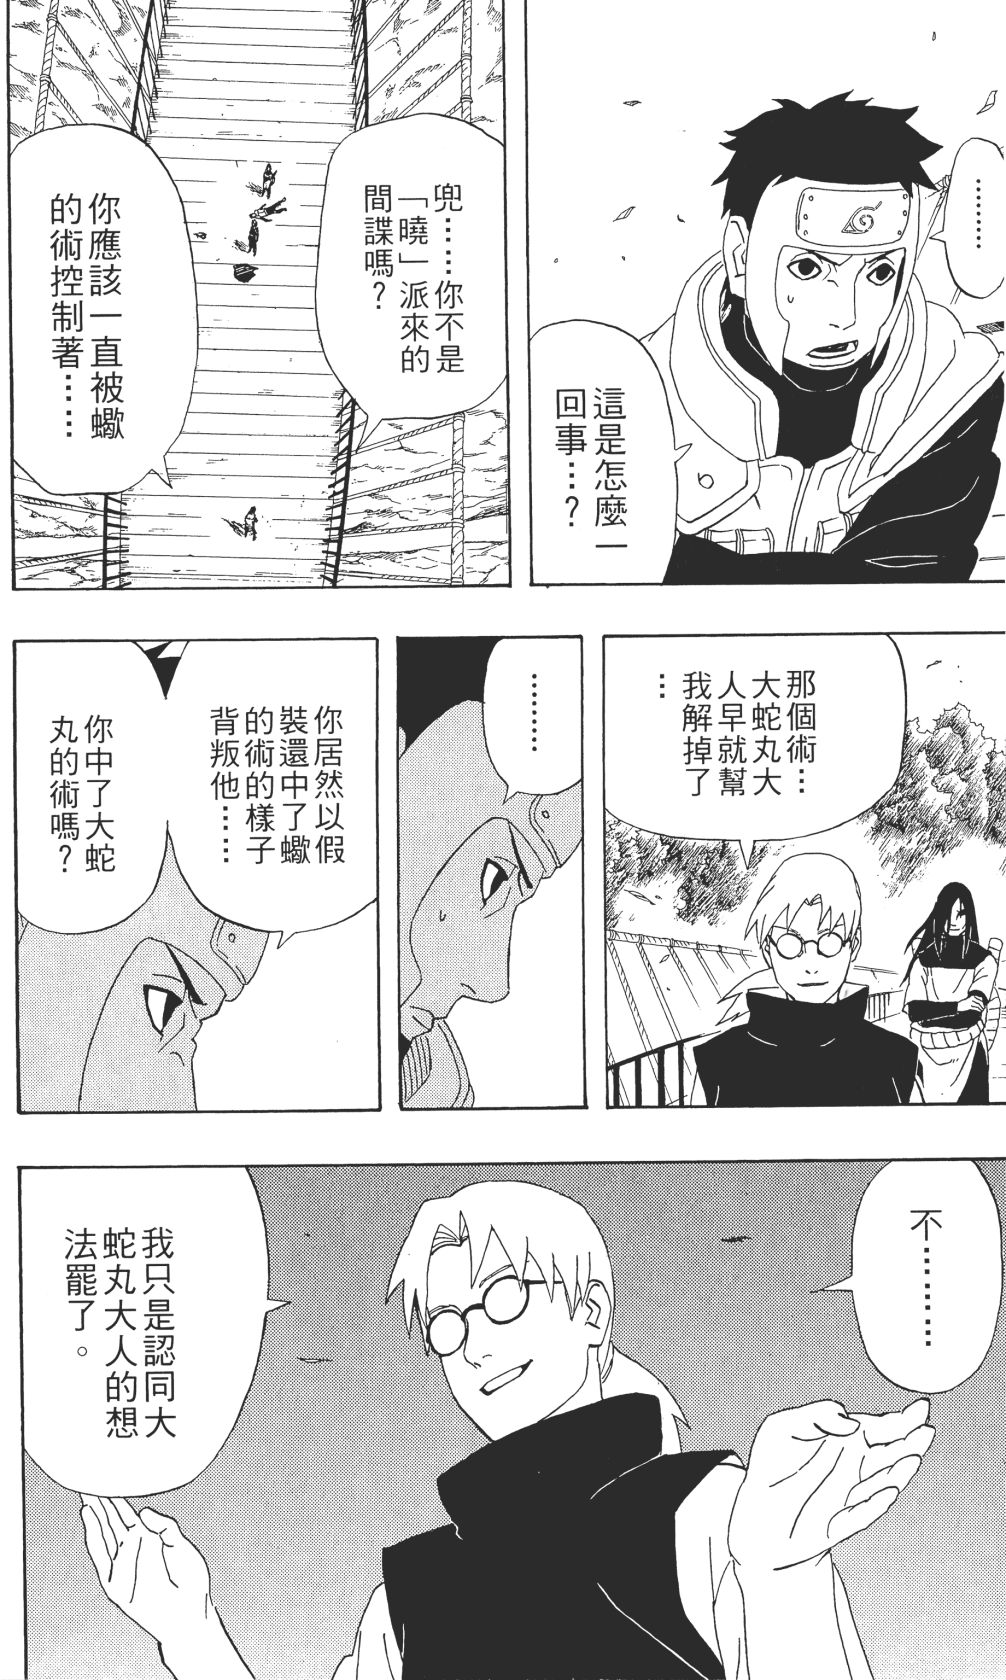 ………
這是怎麼一
回事…？
兜……你不是
「曉」派來的
間諜嗎？
你應該一直被蠍
的術控制著……
那個術…
大蛇丸大
人早就幫
我解掉了
…
………
你居然以假
裝還中了蠍
的術的樣子
背叛他……
你中了大蛇
丸的術嗎？
不…………
我只是認同大
蛇丸大人的想
法罷了。